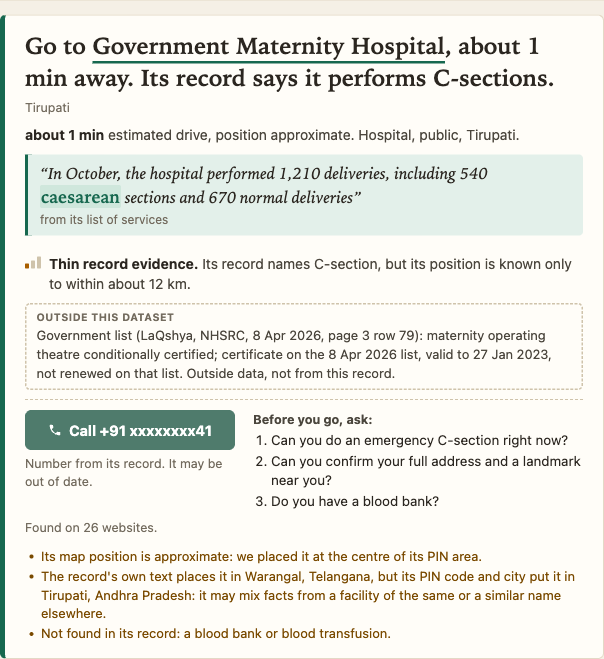 Go to Government Maternity Hospital, about 1
min away. Its record says it performs C-sections.
Tirupati
about 1 min estimated drive, position approximate. Hospital, public, Tirupati.
“In October, the hospital performed 1,210 deliveries, including 540
caesarean sections and 670 normal deliveries”
from its list of services
Thin record evidence. Its record names C-section, but its position is known only
to within about 12 km.
OUTSIDE THIS DATASET
Government list (LaQshya, NHSRC, 8 Apr 2026, page 3 row 79): maternity operating
theatre conditionally certified; certificate on the 8 Apr 2026 list, valid to 27 Jan 2023,
not renewed on that list. Outside data, not from this record.
Call +91 xxxxxxxx41
Number from its record. It may be
out of date.
Before you go, ask:
1. Can you do an emergency C-section right now?
2. Can you confirm your full address and a landmark
near you?
3. Do you have a blood bank?
Found on 26 websites.
• Its map position is approximate: we placed it at the centre of its PIN area.
• The record's own text places it in Warangal, Telangana, but its PIN code and city put it in
Tirupati, Andhra Pradesh: it may mix facts from a facility of the same or a similar name
elsewhere.
• Not found in its record: a blood bank or blood transfusion.